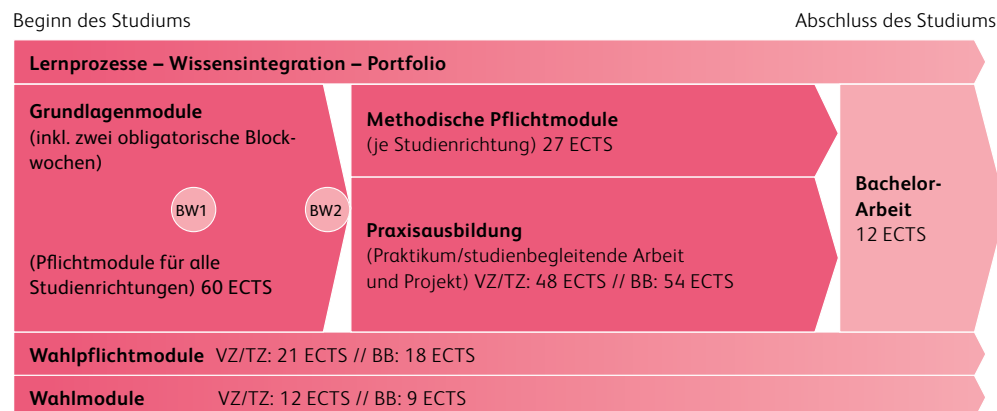 Beginn des Studiums
Abschluss des Studiums
Lernprozesse – Wissensintegration – Portfolio
Grundlagenmodule
(inkl. zwei obligatorische Block-
wochen)
BW1
BW2
(Pflichtmodule für alle
Studienrichtungen) 60 ECTS
Methodische Pflichtmodule
(je Studienrichtung) 27 ECTS
Praxisausbildung
(Praktikum/studienbegleitende Arbeit
und Projekt) VZ/TZ: 48 ECTS // BB: 54 ECTS
Bachelor-
Arbeit
12 ECTS
Wahlpflichtmodule VZ/TZ: 21 ECTS // BB: 18 ECTS
Wahlmodule VZ/TZ: 12 ECTS // BB: 9 ECTS